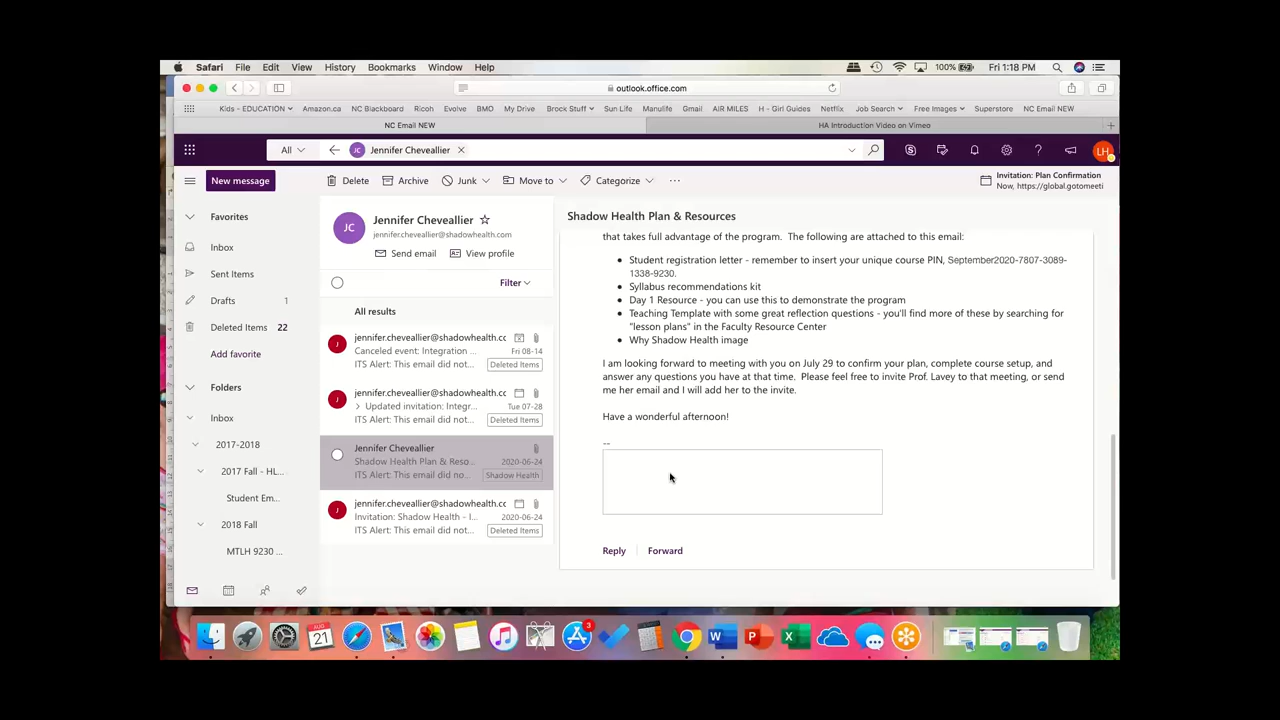 Safari File Edit View History Bookmarks Window Help
100% Fri 1:18 PM
outlook.office.com
Kids - EDUCATION Amazon.ca NC Blackboard Ricoh Evolve BMO My Drive Brock Stuff Sun Life Manulife Gmail AIR MILES H - Girl Guides Netflix Job Search Free Images Superstore NC Email NEW
NC Email NEW
HA Introduction Video on Vimeo
All
JC Jennifer Cheveallier
LH
New message
Delete Archive Junk Move to Categorize ...
Invitation: Plan Confirmation
Now, https://global.gotomeeti
Favorites
Inbox
Sent Items
Drafts 1
Deleted Items 22
Add favorite
Folders
Inbox
2017-2018
2017 Fall - HL...
Student Em...
2018 Fall
MTLH 9230 ...
JC
Jennifer Cheveallier
jennifer.cheveallier@shadowhealth.com
Send email View profile
Filter
All results
J
jennifer.cheveallier@shadowhealth.cc
Canceled event: Integration ... Fri 08-14
ITS Alert: This email did not... Deleted Items
J
jennifer.cheveallier@shadowhealth.cc
> Updated invitation: Integr... Tue 07-28
ITS Alert: This email did not... Deleted Items
Jennifer Cheveallier
Shadow Health Plan & Reso... 2020-06-24
ITS Alert: This email did no... Shadow Health
J
jennifer.cheveallier@shadowhealth.cc
Invitation: Shadow Health - I... 2020-06-24
ITS Alert: This email did not... Deleted Items
Shadow Health Plan & Resources
that takes full advantage of the program. The following are attached to this email:
• Student registration letter - remember to insert your unique course PIN, September2020-7807-3089-
1338-9230.
• Syllabus recommendations kit
• Day 1 Resource - you can use this to demonstrate the program
• Teaching Template with some great reflection questions - you'll find more of these by searching for
"lesson plans" in the Faculty Resource Center
• Why Shadow Health image
I am looking forward to meeting with you on July 29 to confirm your plan, complete course setup, and
answer any questions you have at that time. Please feel free to invite Prof. Lavey to that meeting, or send
me her email and I will add her to the invite.
Have a wonderful afternoon!
--
Reply Forward
AUG
21
3
W P X